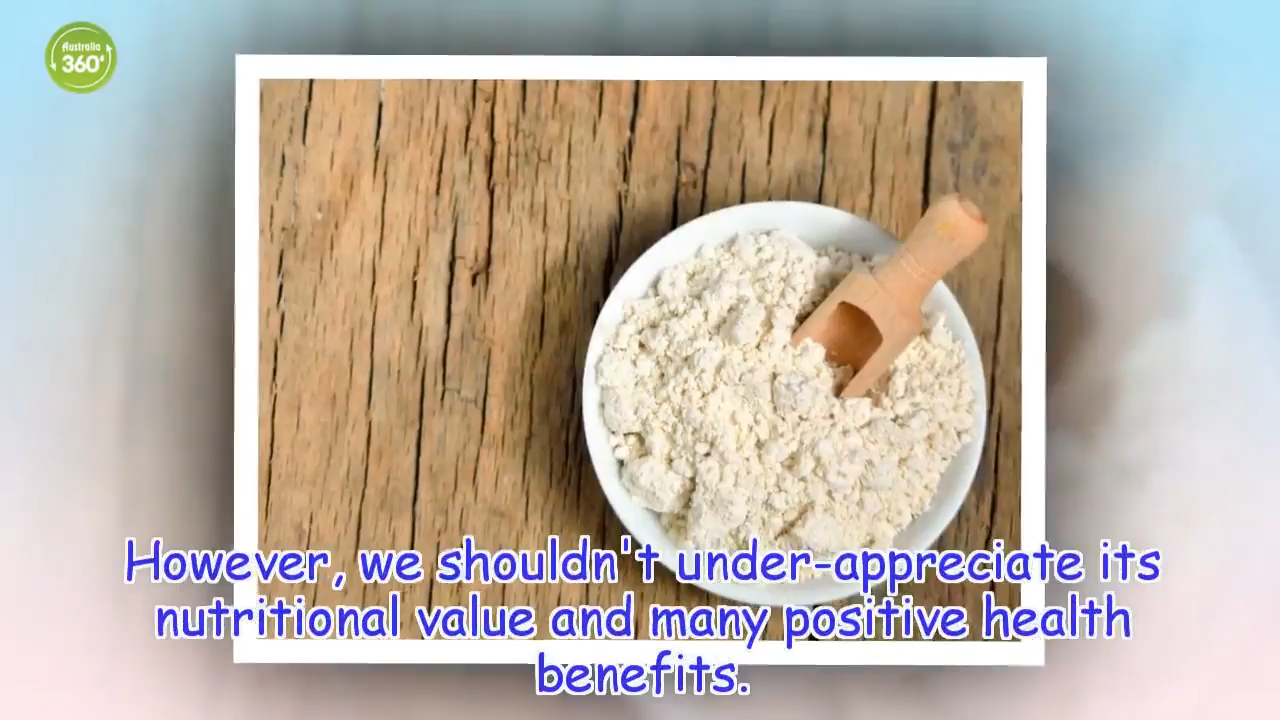 Australia
360°
However, we shouldn't under-appreciate its
nutritional value and many positive health
benefits.